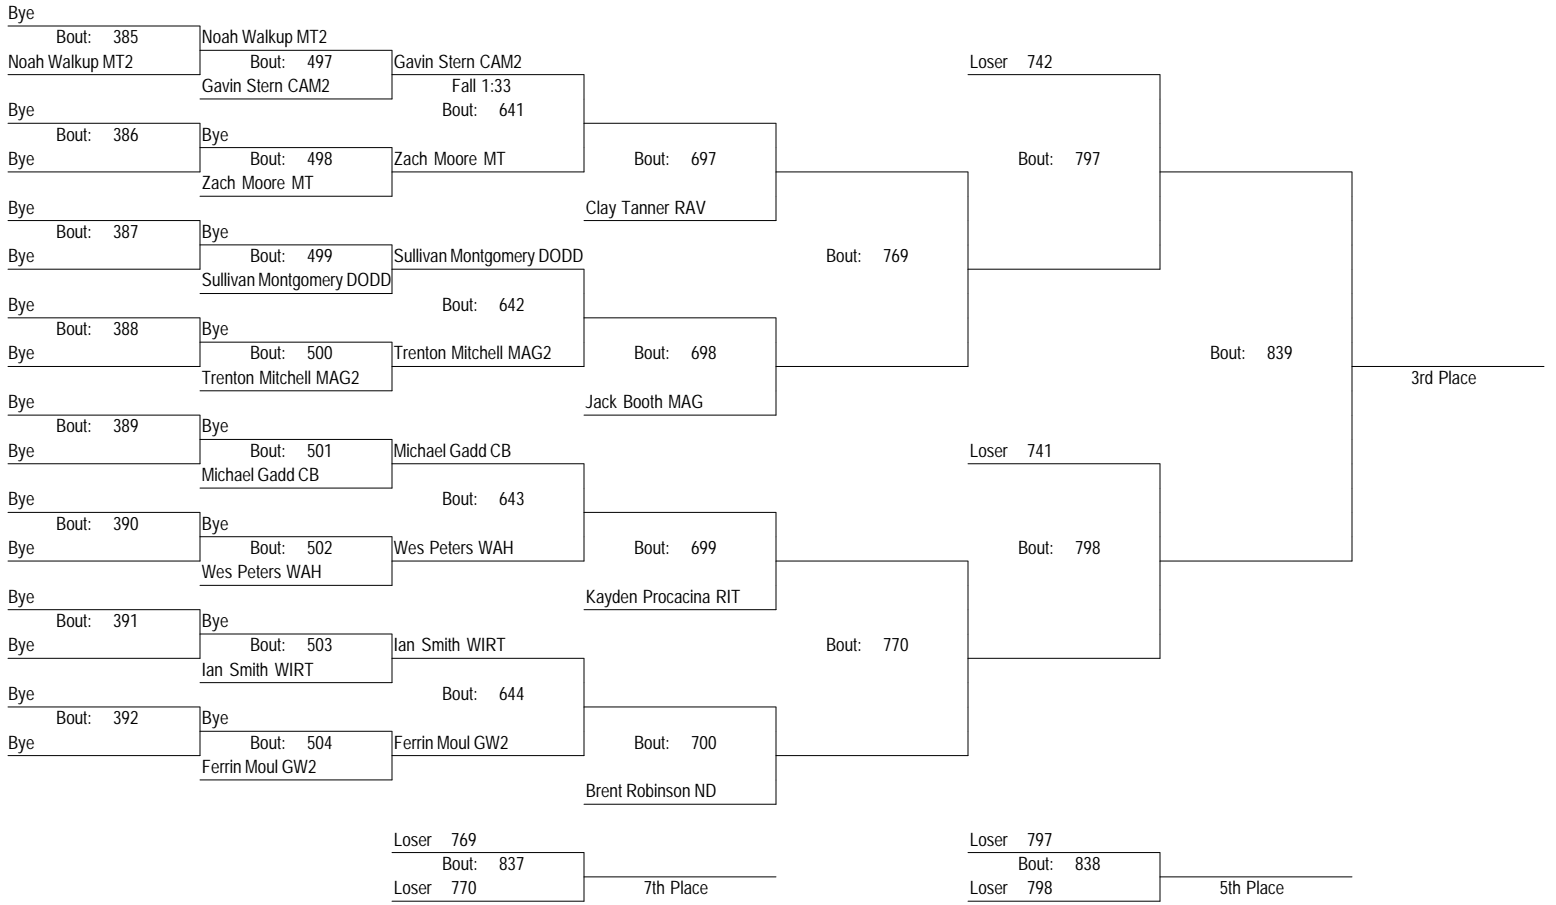 Bye
Bout: 385 Noah Walkup MT2
Noah Walkup MT2 Bout: 497 Gavin Stern CAM2 Loser 742
Gavin Stern CAM2 Fall 1:33
Bye Bout: 641
Bout: 386 Bye
Bye Bout: 498 Zach Moore MT Bout: 697 Bout: 797
Zach Moore MT
Bye Clay Tanner RAV
Bout: 387 Bye
Bye Bout: 499 Sullivan Montgomery DODD Bout: 769
Sullivan Montgomery DODD
Bye Bout: 642
Bout: 388 Bye
Bye Bout: 500 Trenton Mitchell MAG2 Bout: 698 Bout: 839
Trenton Mitchell MAG2 3rd Place
Bye Jack Booth MAG
Bout: 389 Bye
Bye Bout: 501 Michael Gadd CB Loser 741
Michael Gadd CB
Bye Bout: 643
Bout: 390 Bye
Bye Bout: 502 Wes Peters WAH Bout: 699 Bout: 798
Wes Peters WAH
Bye Kayden Procacina RIT
Bout: 391 Bye
Bye Bout: 503 Ian Smith WIRT Bout: 770
Ian Smith WIRT
Bye Bout: 644
Bout: 392 Bye
Bye Bout: 504 Ferrin Moul GW2 Bout: 700
Ferrin Moul GW2
Brent Robinson ND
Loser 769 Loser 797
Bout: 837 Bout: 838
Loser 770 7th Place Loser 798 5th Place